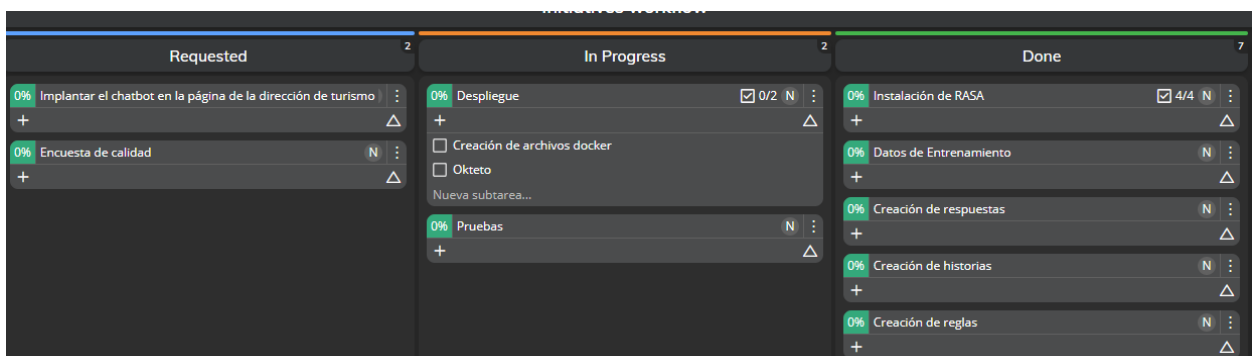 Initiatives Workflow
Requested 2
0% Implantar el chatbot en la página de la dirección de turismo
0% Encuesta de calidad N
In Progress 2
0% Despliegue 0/2 N
Creación de archivos docker
Okteto
Nueva subtarea...
0% Pruebas N
Done 7
0% Instalación de RASA 4/4 N
0% Datos de Entrenamiento N
0% Creación de respuestas N
0% Creación de historias N
0% Creación de reglas N